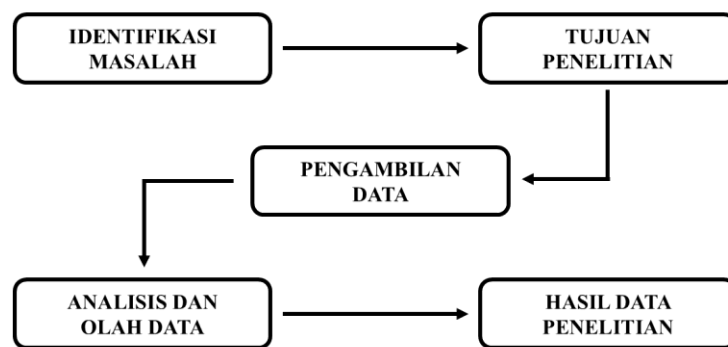 IDENTIFIKASI
MASALAH
TUJUAN
PENELITIAN
PENGAMBILAN
DATA
ANALISIS DAN
OLAH DATA
HASIL DATA
PENELITIAN